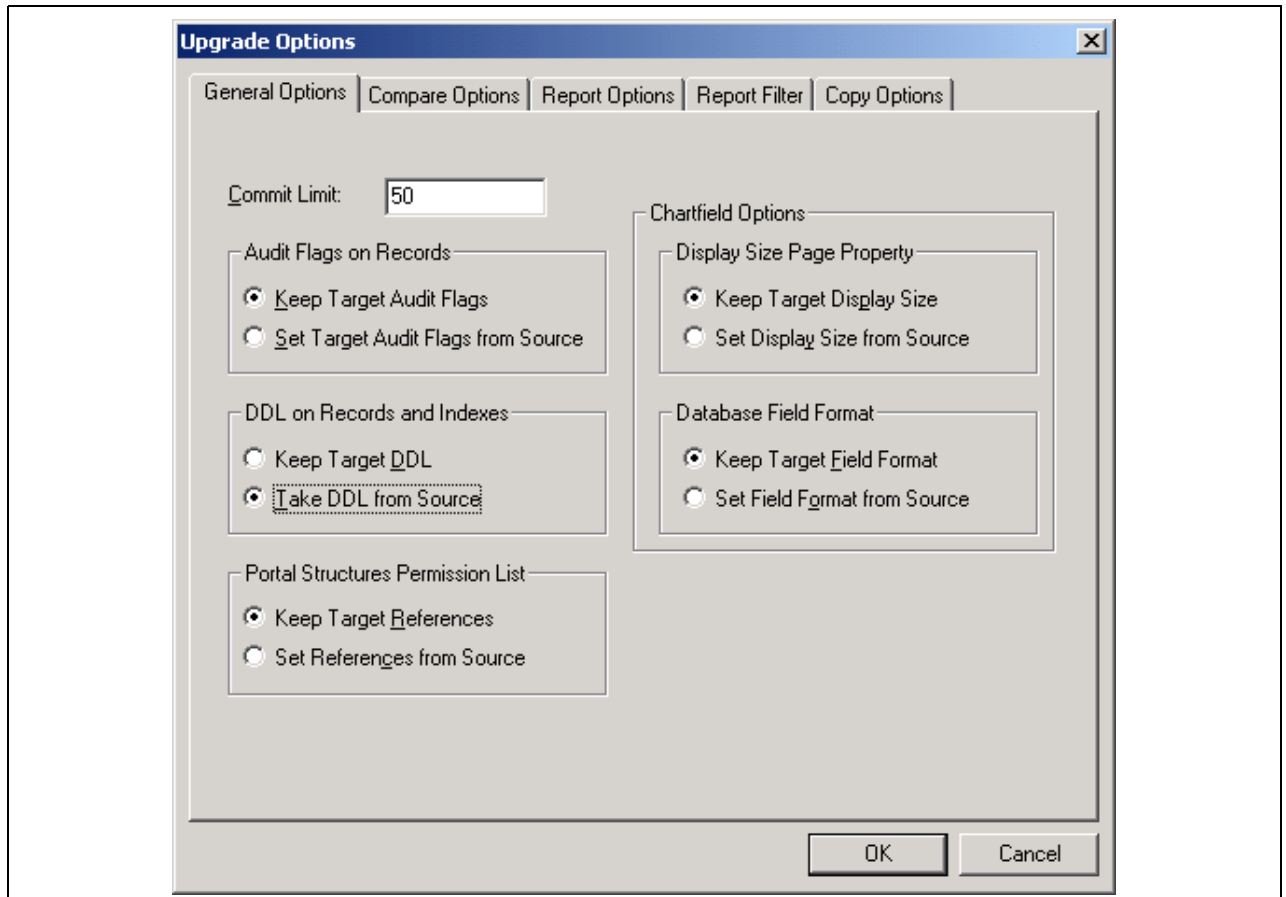 Upgrade Options
General Options
Compare Options
Report Options
Report Filter
Copy Options
Commit Limit:
50
Audit Flags on Records
Keep Target Audit Flags
Set Target Audit Flags from Source
DDL on Records and Indexes
Keep Target DDL
Take DDL from Source
Portal Structures Permission List
Keep Target References
Set References from Source
Chartfield Options
Display Size Page Property
Keep Target Display Size
Set Display Size from Source
Database Field Format
Keep Target Field Format
Set Field Format from Source
OK
Cancel